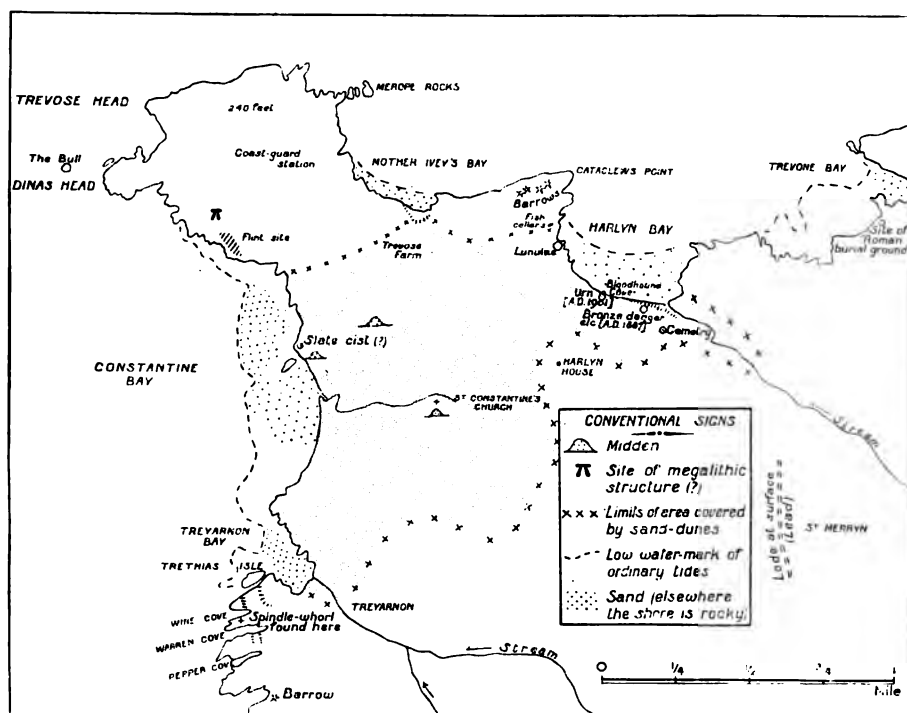 MEROPE ROCKS
TREVOSE HEAD
240 feet
The Bull
Coast-guard
station
MOTHER IVEY'S BAY
TREVONE BAY
DINAS HEAD
CATACLEWS POINT
Barrows
Fish
cellars
HARLYN BAY
Site of
Roman
burial ground
Flint site
Trevose
Farm
Lunulae
Bloodhound
Cove
Urn
[A.D. 1901]
Bronze dagger
etc [A.D. 1887]
Cemetry
Slate cist (?)
CONSTANTINE
BAY
HARLYN
HOUSE
ST CONSTANTINE'S
CHURCH
Stream
CONVENTIONAL SIGNS
Midden
Site of megalithic
structure (?)
Limits of area covered
by sand-dunes
Low water-mark of
ordinary tides
Sand (elsewhere
the shore is rocky)
Lode at surface
(Lead)
ST MERRYN
TREYARNON
BAY
TRETHIAS ISLE
WINE COVE
Spindle-whorl
found here
TREYARNON
WARREN COVE
PEPPER COVE
Barrow
Stream
0 1/4 1/2 3/4 1
Mile